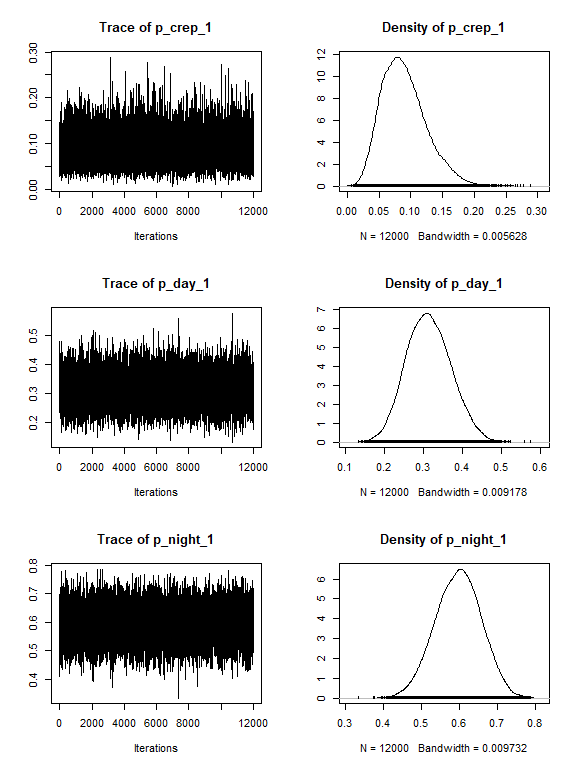 Trace of p_crep_1
0.00 0.10 0.20 0.30
0 2000 4000 6000 8000 12000
Iterations
Density of p_crep_1
0 2 4 6 8 10 12
0.00 0.05 0.10 0.15 0.20 0.25 0.30
N = 12000 Bandwidth = 0.005628
Trace of p_day_1
0.2 0.3 0.4 0.5
0 2000 4000 6000 8000 12000
Iterations
Density of p_day_1
0 1 2 3 4 5 6 7
0.1 0.2 0.3 0.4 0.5 0.6
N = 12000 Bandwidth = 0.009178
Trace of p_night_1
0.4 0.5 0.6 0.7 0.8
0 2000 4000 6000 8000 12000
Iterations
Density of p_night_1
0 1 2 3 4 5 6
0.3 0.4 0.5 0.6 0.7 0.8
N = 12000 Bandwidth = 0.009732